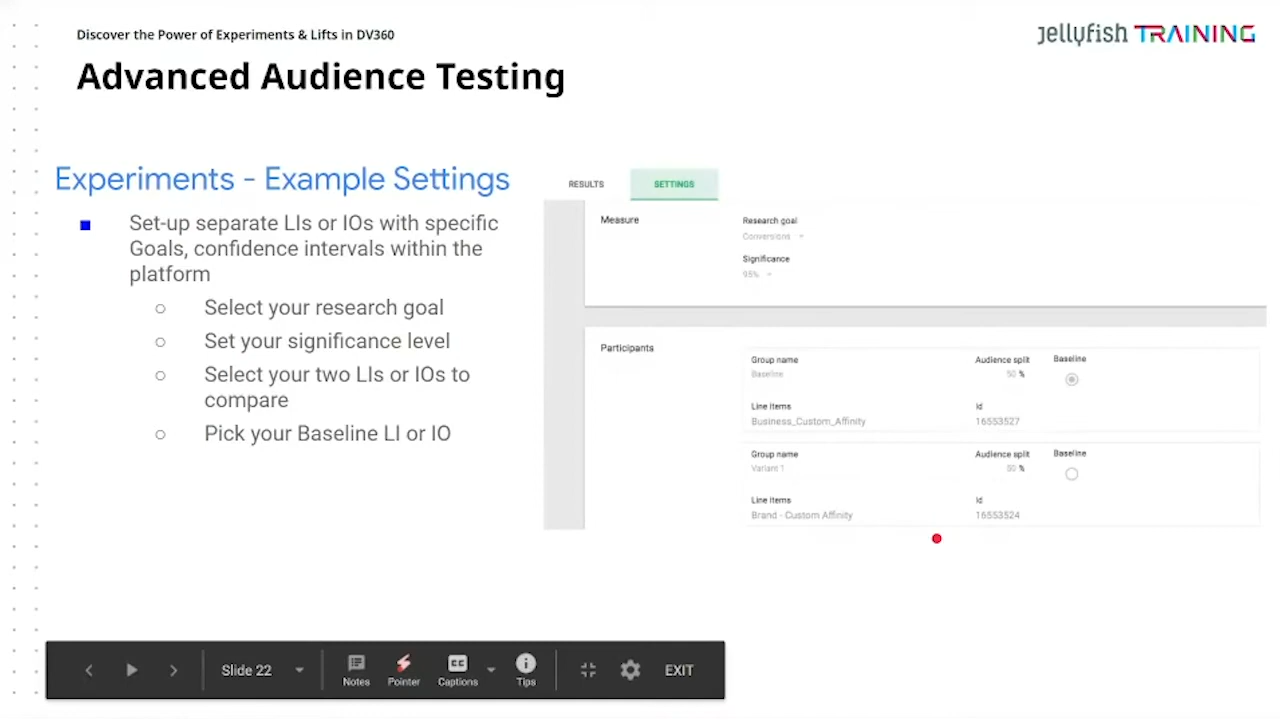 Discover the Power of Experiments & Lifts in DV360
jellyfish TRAINING
Advanced Audience Testing
Experiments - Example Settings
Set-up separate LIs or IOs with specific
Goals, confidence intervals within the
platform
Select your research goal
Set your significance level
Select your two LIs or IOs to
compare
Pick your Baseline LI or IO
RESULTS SETTINGS
Measure
Research goal
Conversions
Significance
95%
Participants
Group name Audience split Baseline
Baseline 50 %
Line Items Id
Business_Custom_Affinity 16553527
Group name Audience split Baseline
Variant 1 50 %
Line Items Id
Brand - Custom Affinity 16553524
Slide 22
Notes Pointer Captions Tips
EXIT